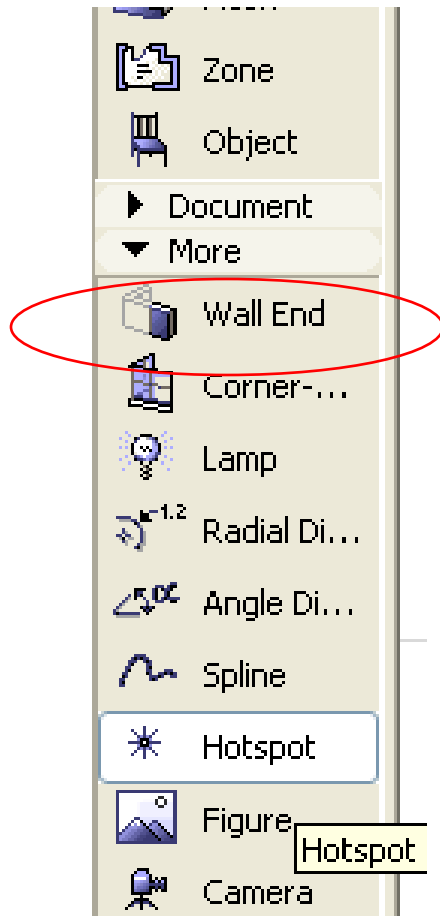 Zone
Object
Document
More
Wall End
Corner-...
Lamp
1.2
Radial Di...
α
Angle Di...
Spline
Hotspot
Figure
Hotspot
Camera